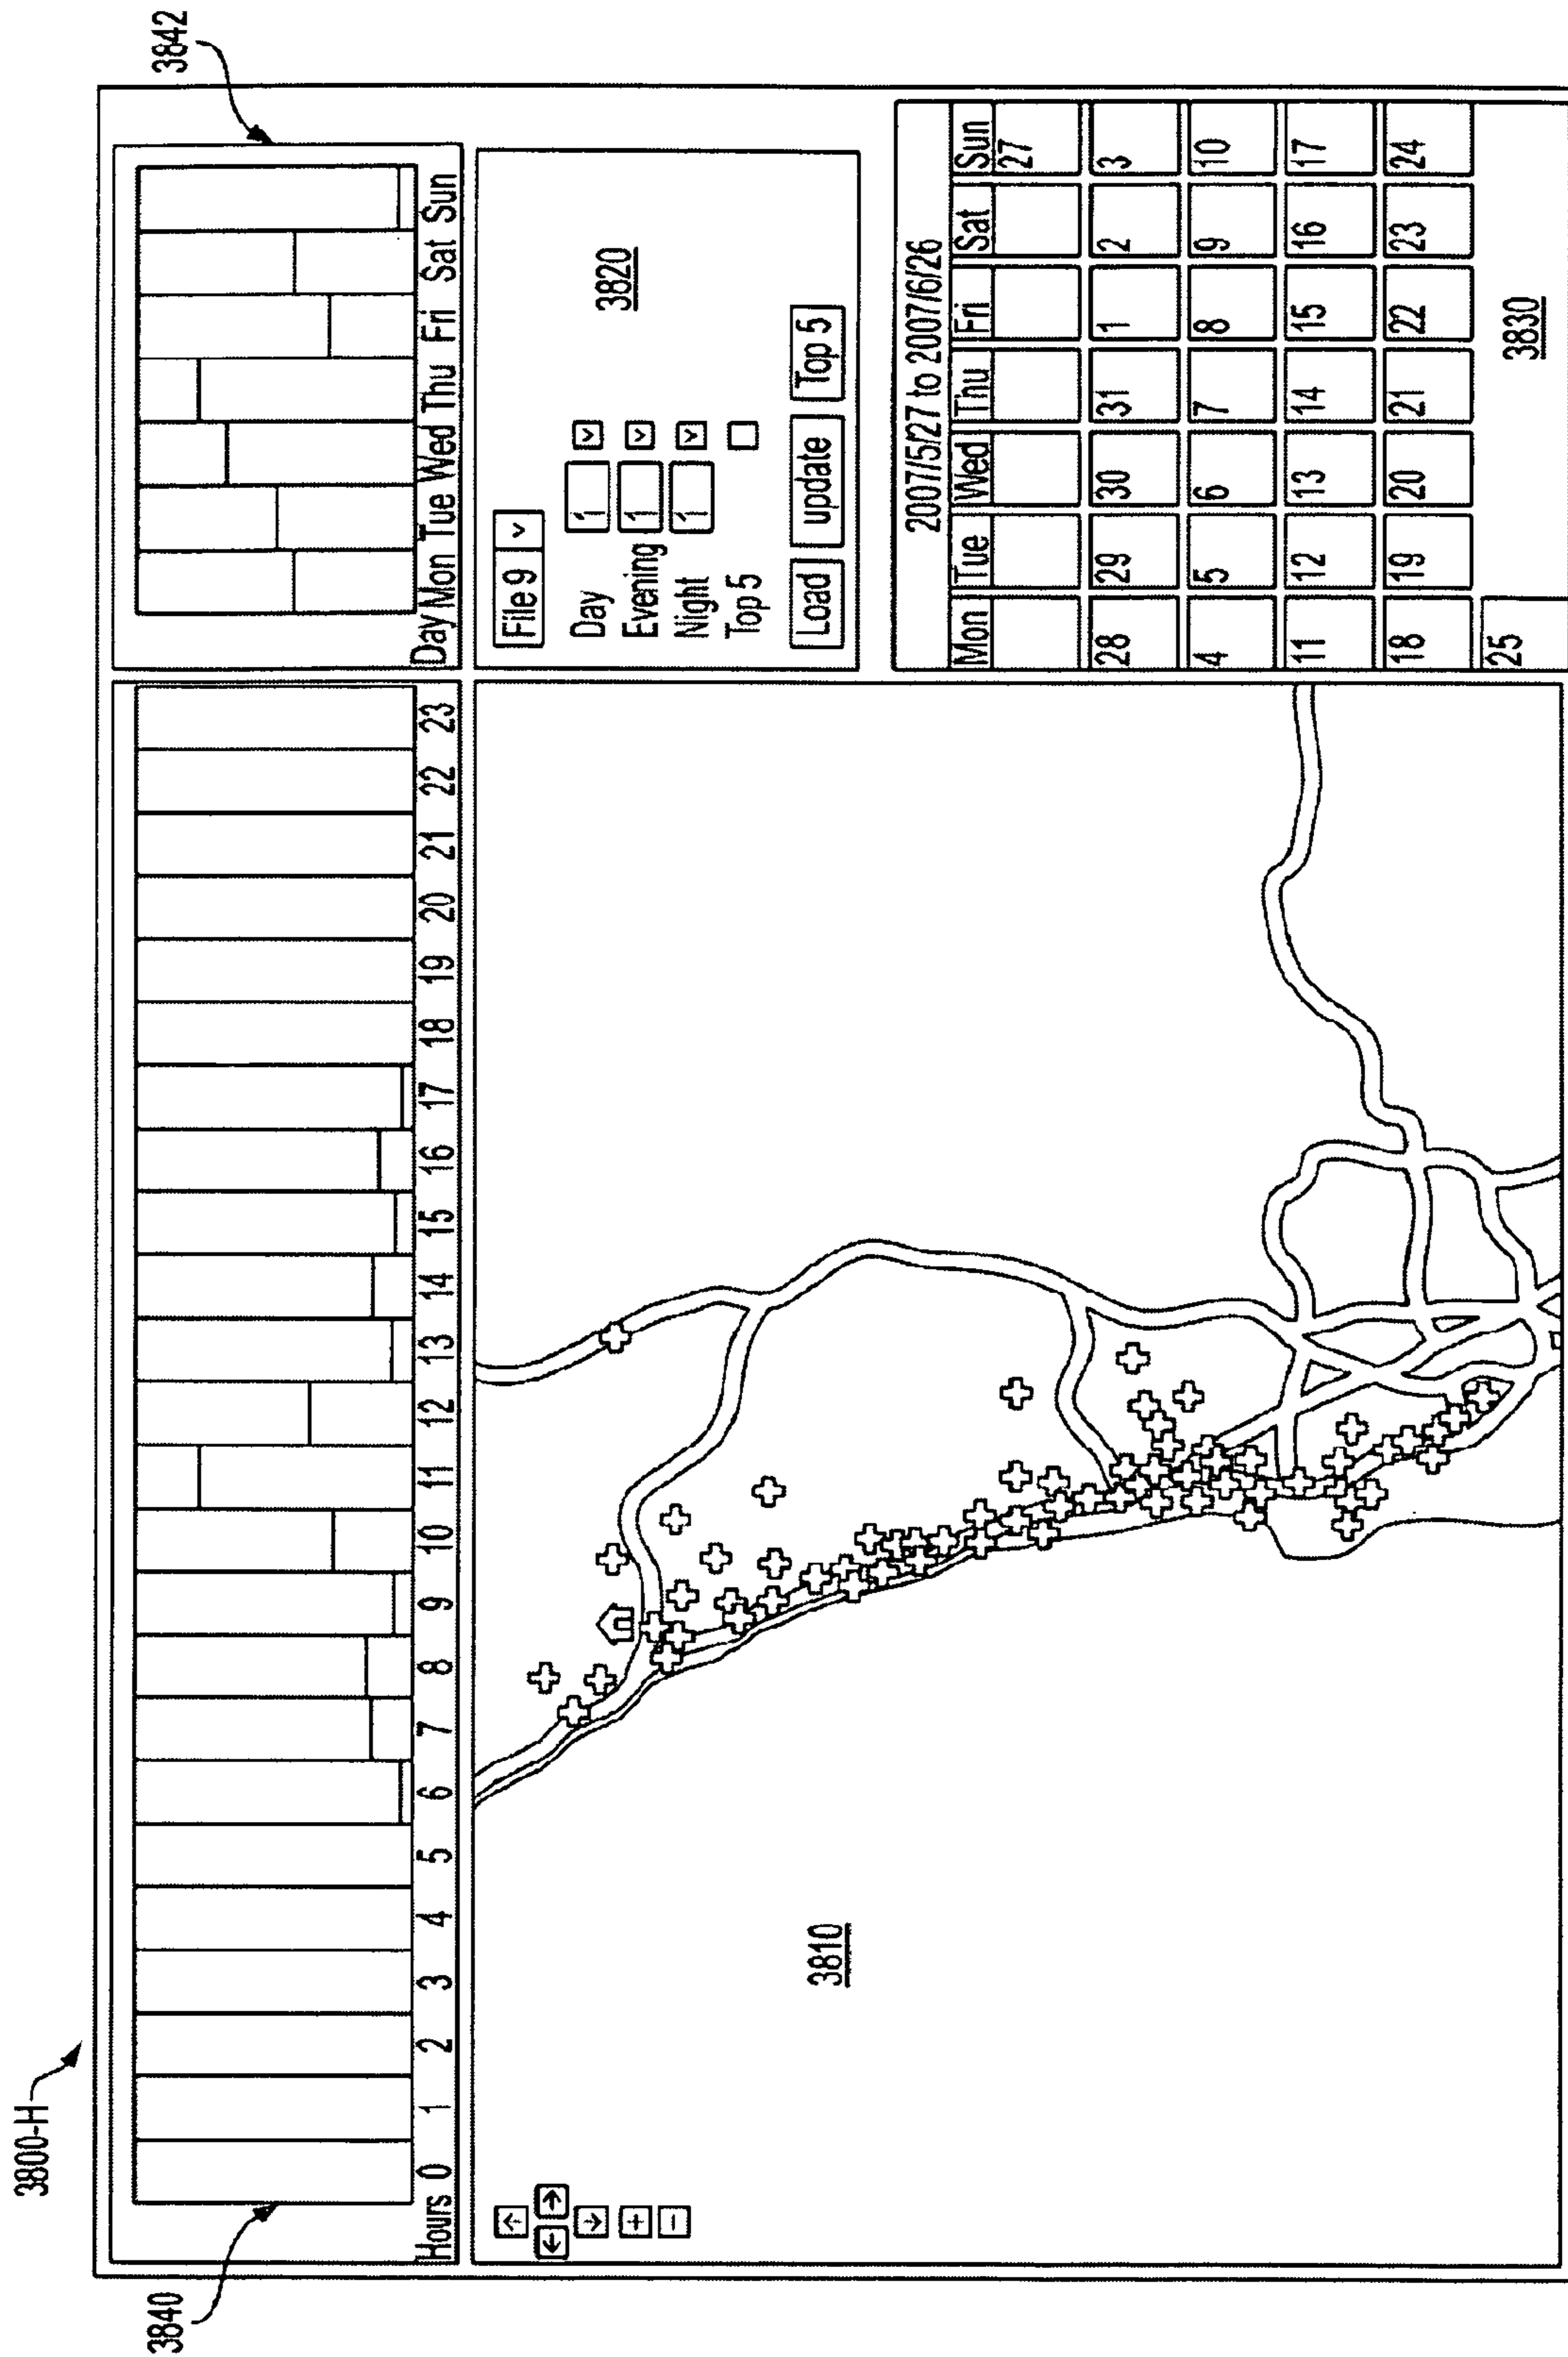 3800-H
3840
3842
Hours 0 1 2 3 4 5 6 7 8 9 10 11 12 13 14 15 16 17 18 19 20 21 22 23
Day Mon Tue Wed Thu Fri Sat Sun
3810
File 9
Day 1
Evening 1
Night 1
Top 5
Load update Top 5
3820
2007/5/27 to 2007/6/26
Mon Tue Wed Thu Fri Sat Sun
27
28 29 30 31 1 2 3
4 5 6 7 8 9 10
11 12 13 14 15 16 17
18 19 20 21 22 23 24
25
3830